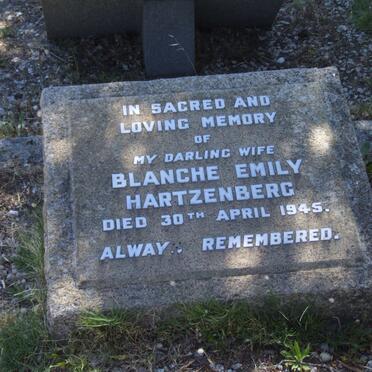 IN SACRED AND
LOVING MEMORY
OF
MY DARLING WIFE
BLANCHE EMILY
HARTZENBERG
DIED 30TH APRIL 1945.
ALWAY. REMEMBERED.